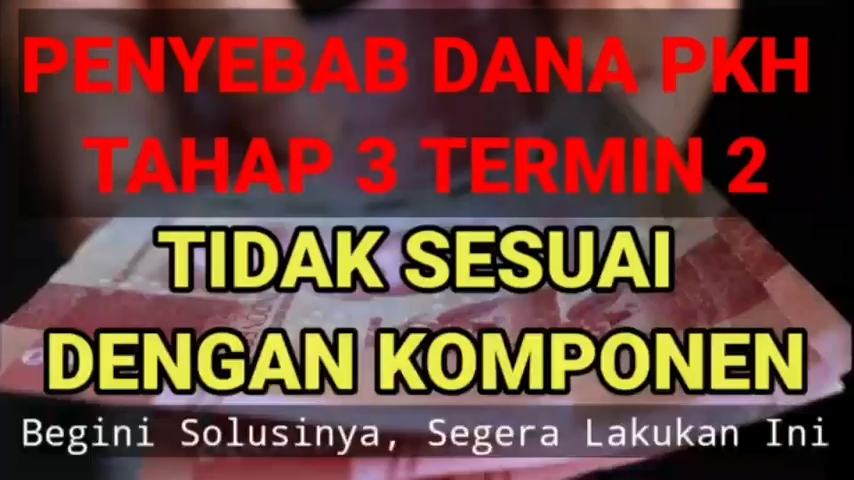 PENYEBAB DANA PKH
TAHAP 3 TERMIN 2
TIDAK SESUAI
DENGAN KOMPONEN
Begini Solusinya, Segera Lakukan Ini